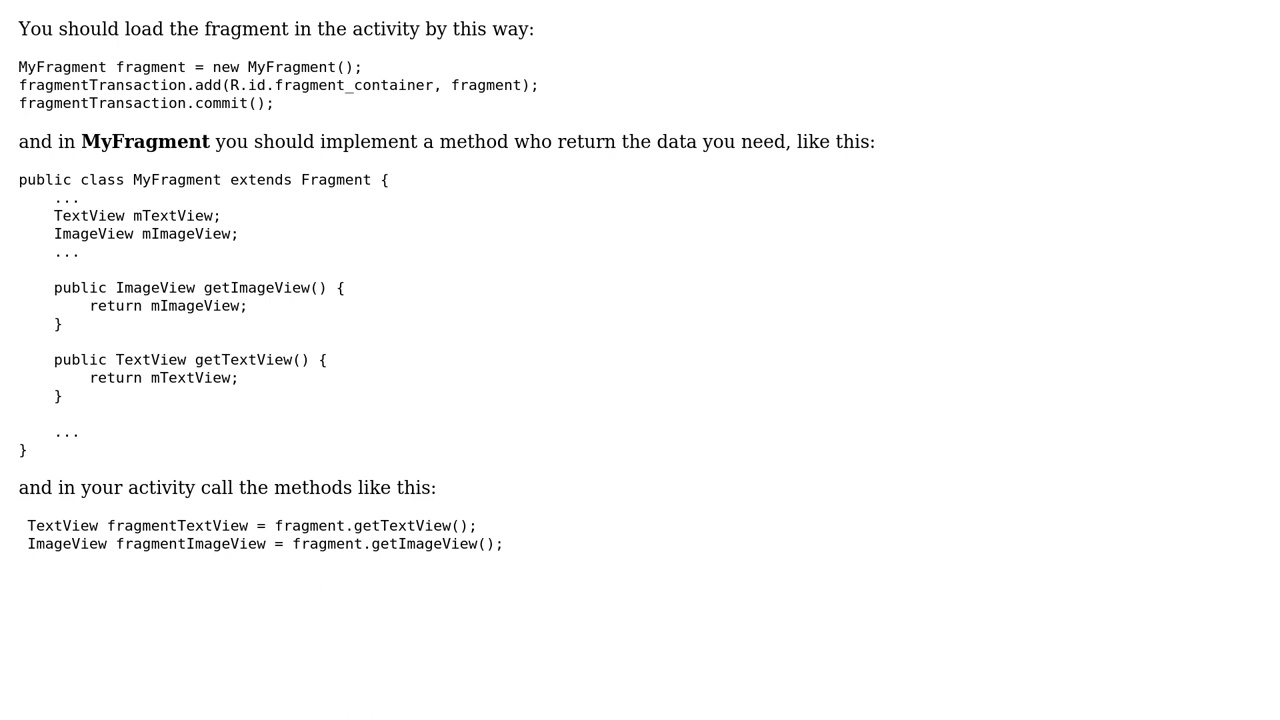 You should load the fragment in the activity by this way:
MyFragment fragment = new MyFragment();
fragmentTransaction.add(R.id.fragment_container, fragment);
fragmentTransaction.commit();
and in MyFragment you should implement a method who return the data you need, like this:
public class MyFragment extends Fragment {
    ...
    TextView mTextView;
    ImageView mImageView;
    ...
    public ImageView getImageView() {
        return mImageView;
    }
    public TextView getTextView() {
        return mTextView;
    }
    ...
}
and in your activity call the methods like this:
 TextView fragmentTextView = fragment.getTextView();
 ImageView fragmentImageView = fragment.getImageView();